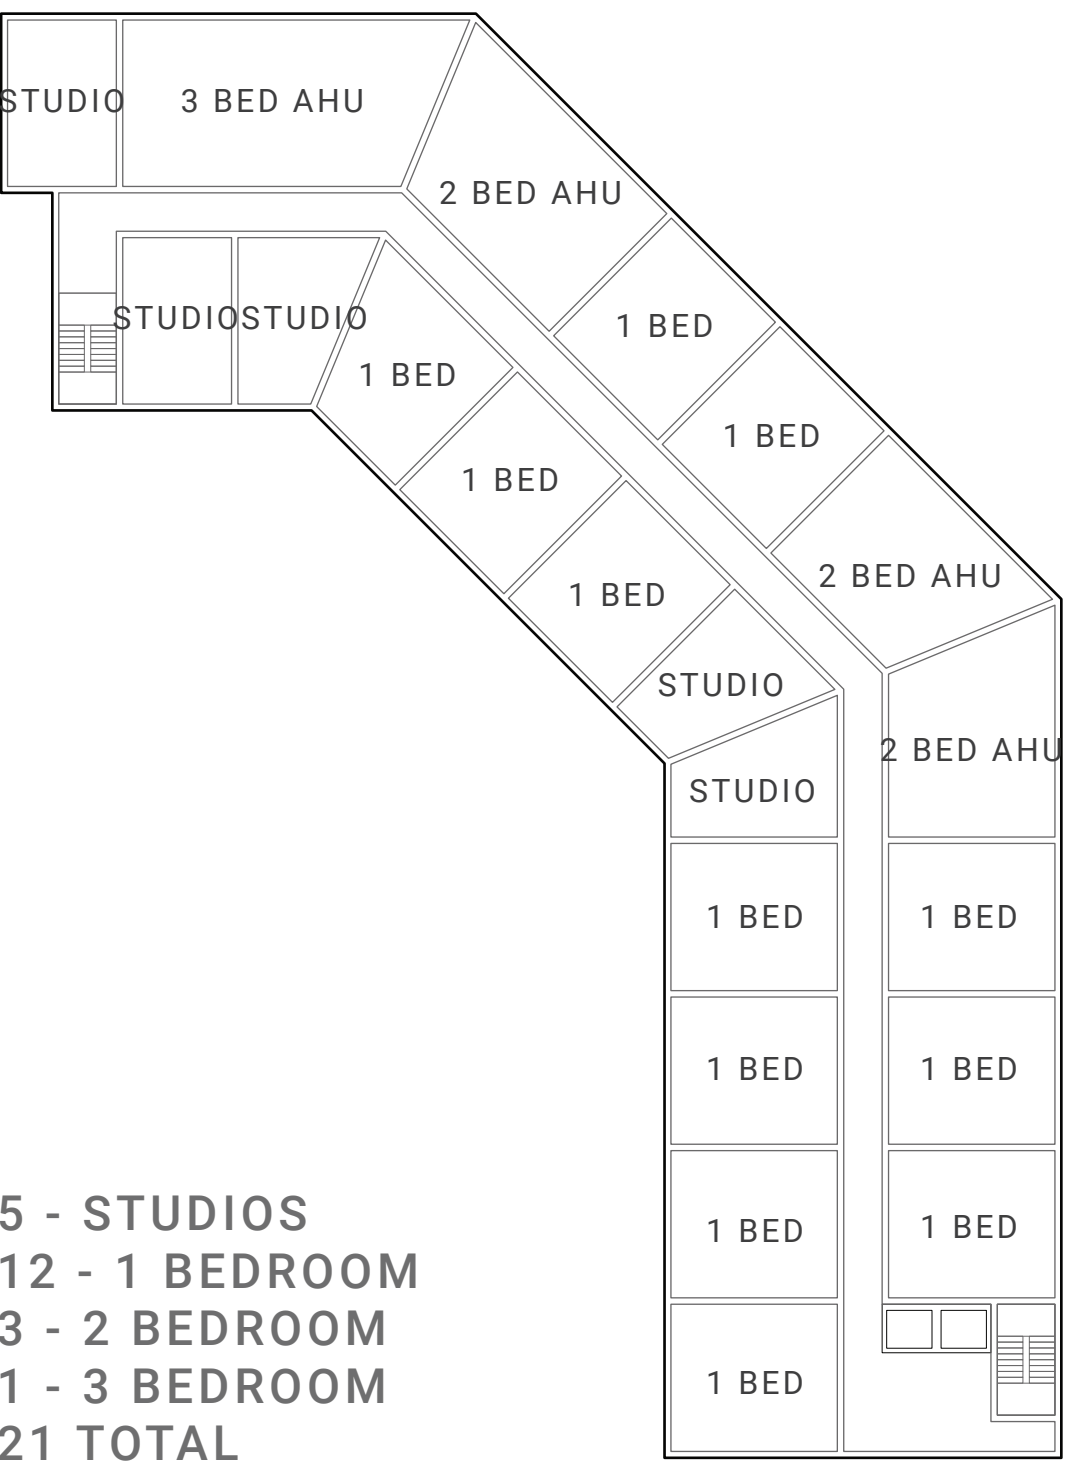 STUDIO
3 BED AHU
2 BED AHU
STUDIO
STUDIO
1 BED
1 BED
1 BED
1 BED
1 BED
2 BED AHU
1 BED
STUDIO
2 BED AHU
STUDIO
1 BED
1 BED
1 BED
1 BED
1 BED
1 BED
1 BED
5 - STUDIOS
12 - 1 BEDROOM
3 - 2 BEDROOM
1 - 3 BEDROOM
21 TOTAL